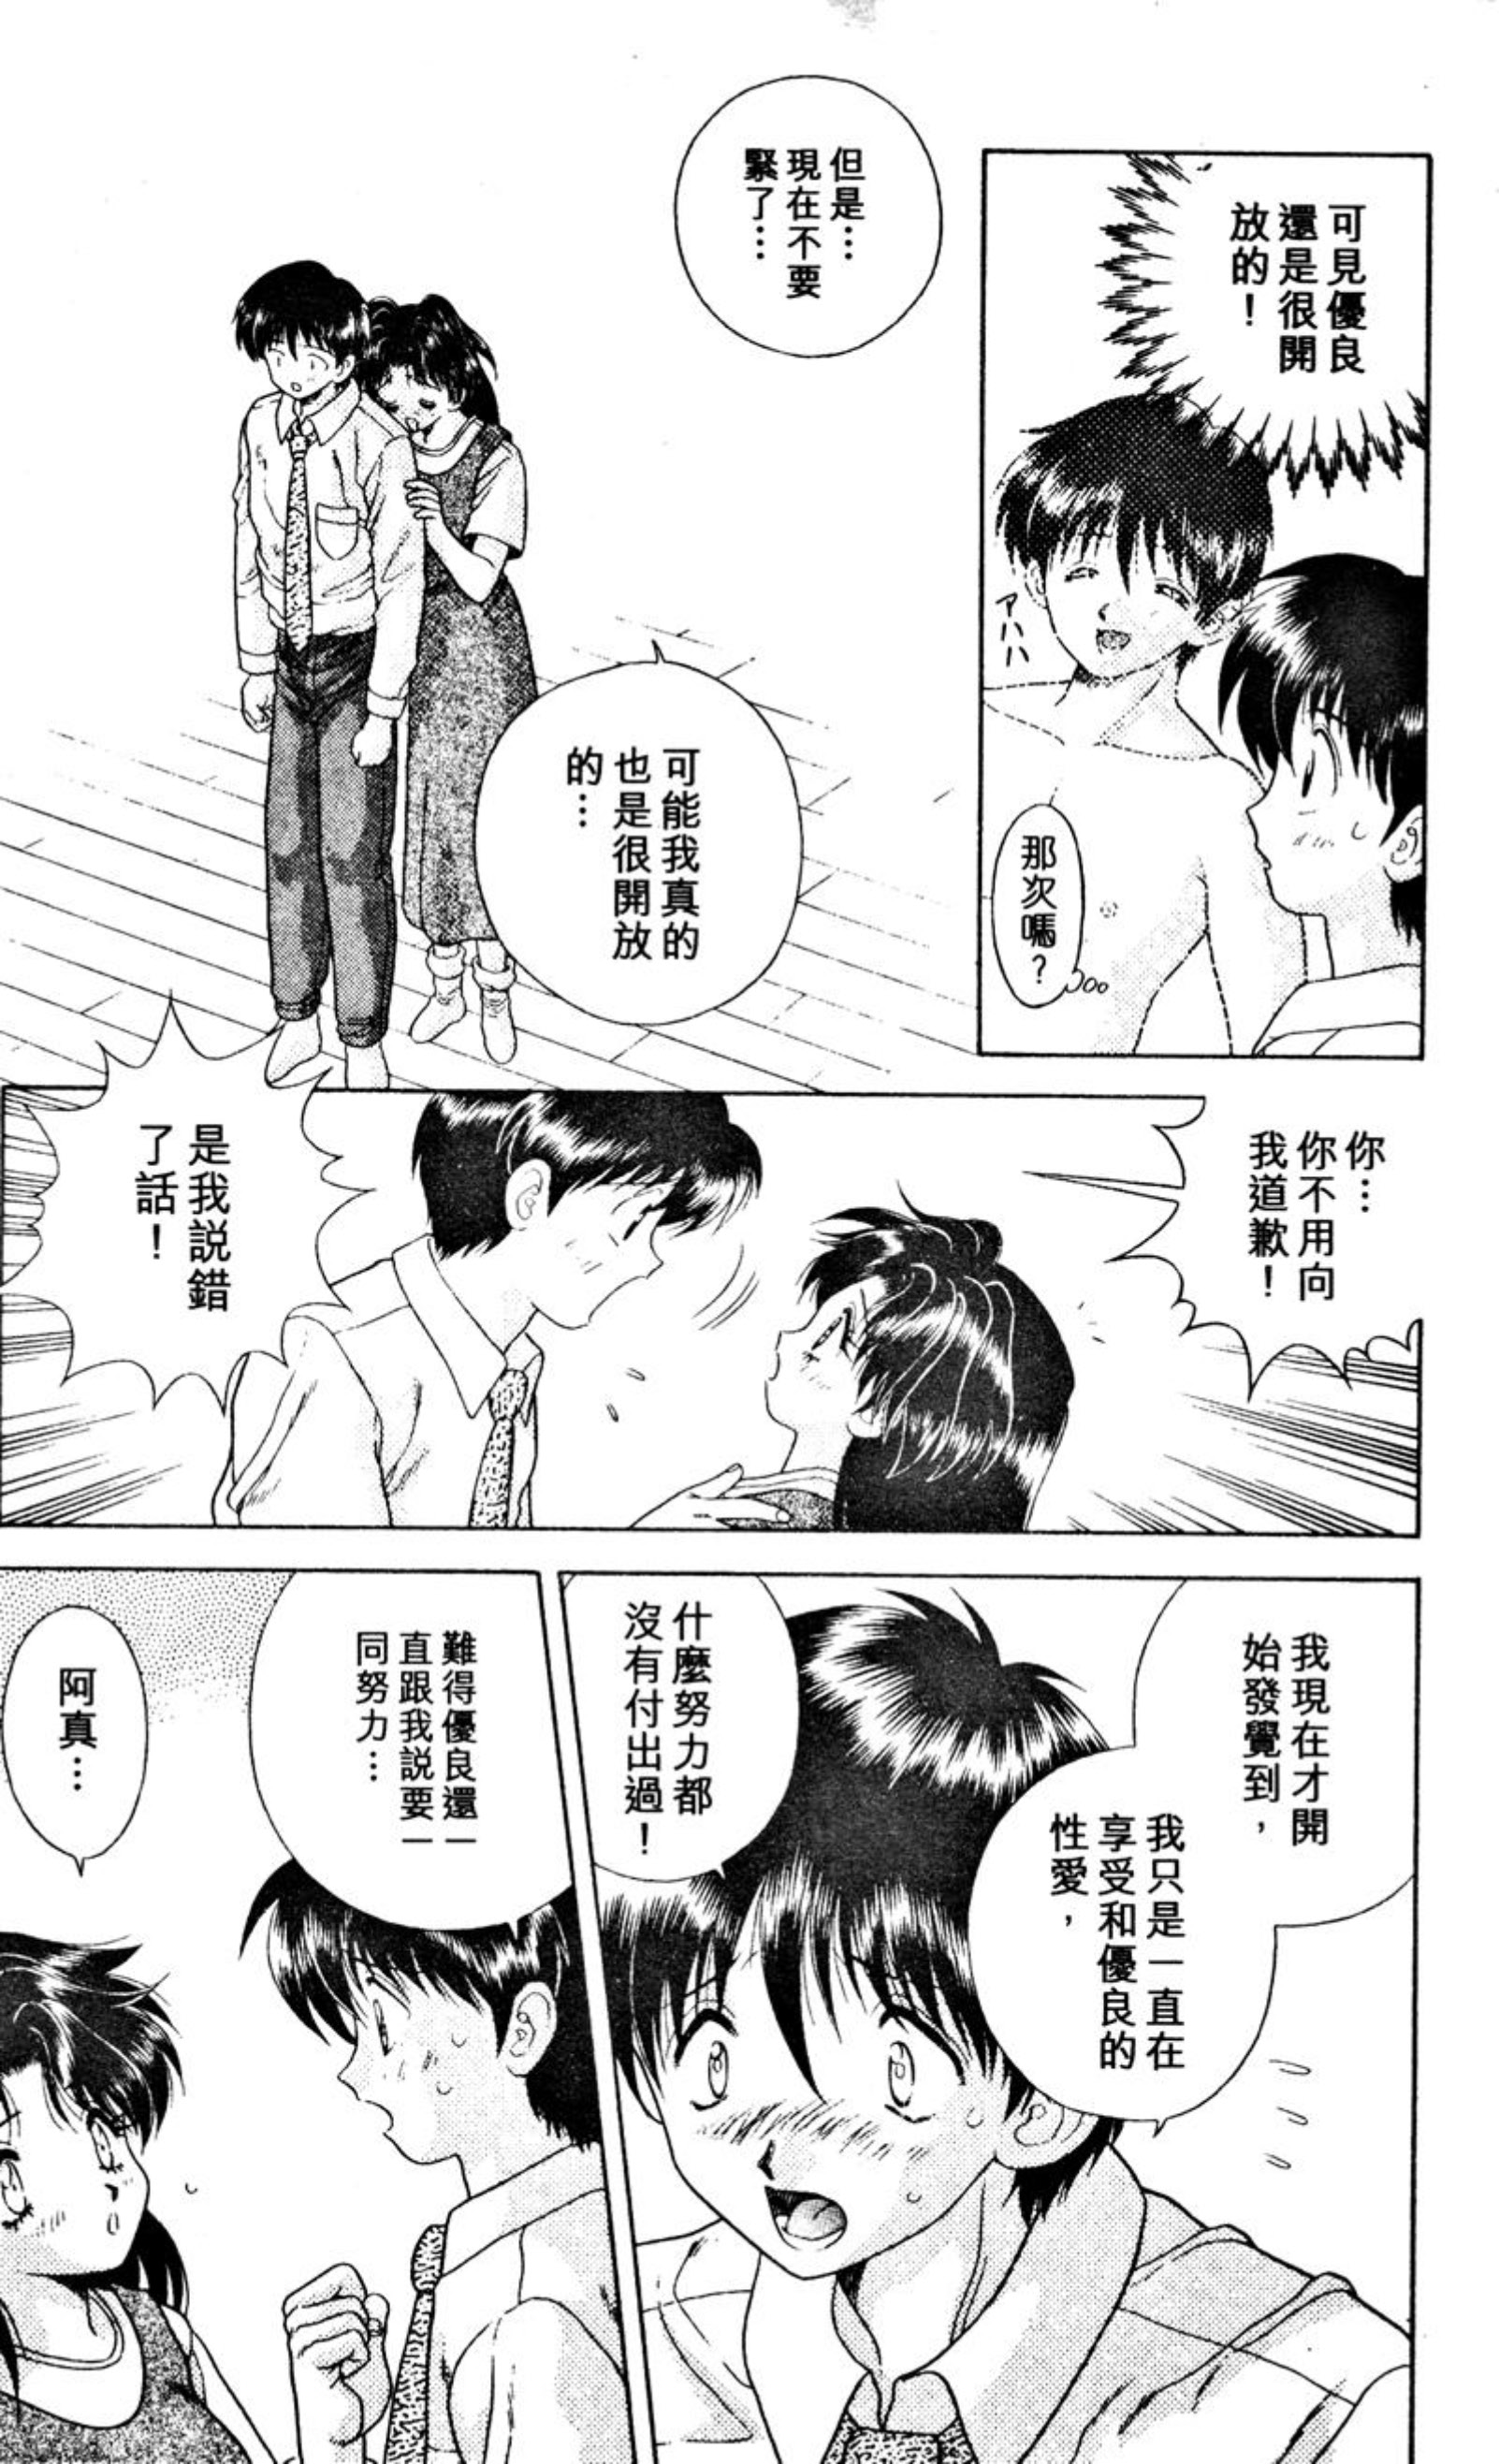 可見優良
還是很開
放的！
アハハ
那次嗎？
但是…
現在不要
緊了…
可能我真的
也是很開放
的…
你…
你不用向
我道歉！
是我説錯
了話！
我現在才開
始發覺到，
我只是一直在
享受和優良的
性愛，
什麼努力都
沒有付出過！
難得優良還一
直跟我説要一
同努力…
阿真…